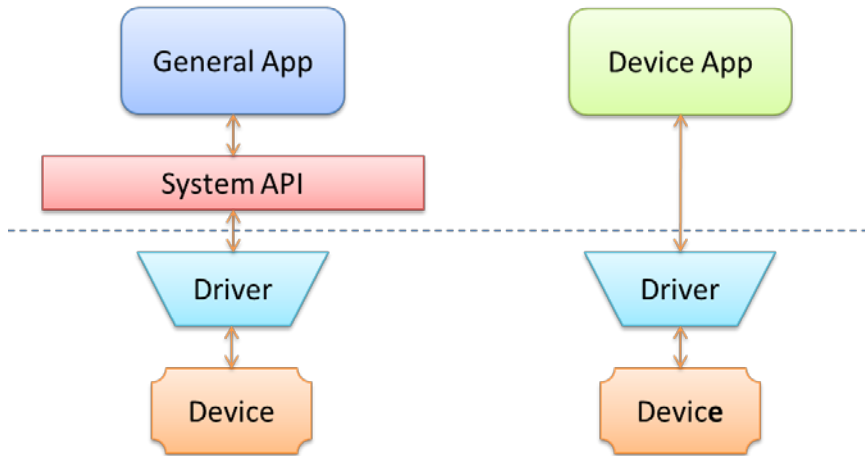 General App
Device App
System API
Driver
Driver
Device
Device